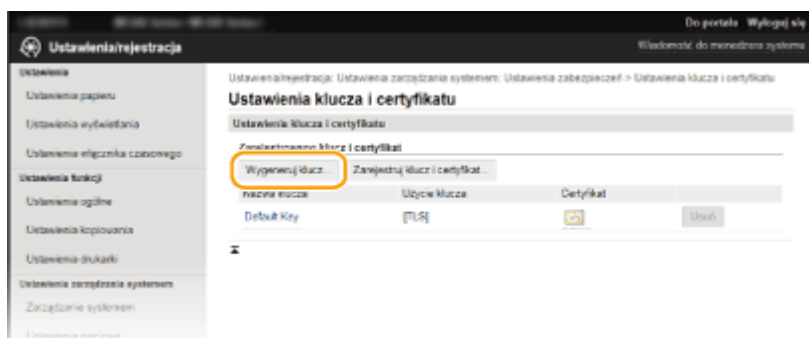 Do portalu Wyloguj się
Ustawienia/rejestracja
Wiadomość do menedżera systemu
Ustawienia
Ustawienia papieru
Ustawienia wyświetlania
Ustawienia włącznika czasowego
Ustawienia funkcji
Ustawienia ogólne
Ustawienia kopiowania
Ustawienia drukarki
Ustawienia zarządzania systemem
Zarządzanie systemem
Ustawienia sieciowe
Ustawienia/rejestracja: Ustawienia zarządzania systemem: Ustawienia zabezpieczeń > Ustawienia klucza i certyfikatu
Ustawienia klucza i certyfikatu
Ustawienia klucza i certyfikatu
Zarejestrowano klucz i certyfikat
Wygeneruj klucz... Zarejestruj klucz i certyfikat...
Nazwa klucza Użycie klucza Certyfikat
Default Key [TLS] Usuń